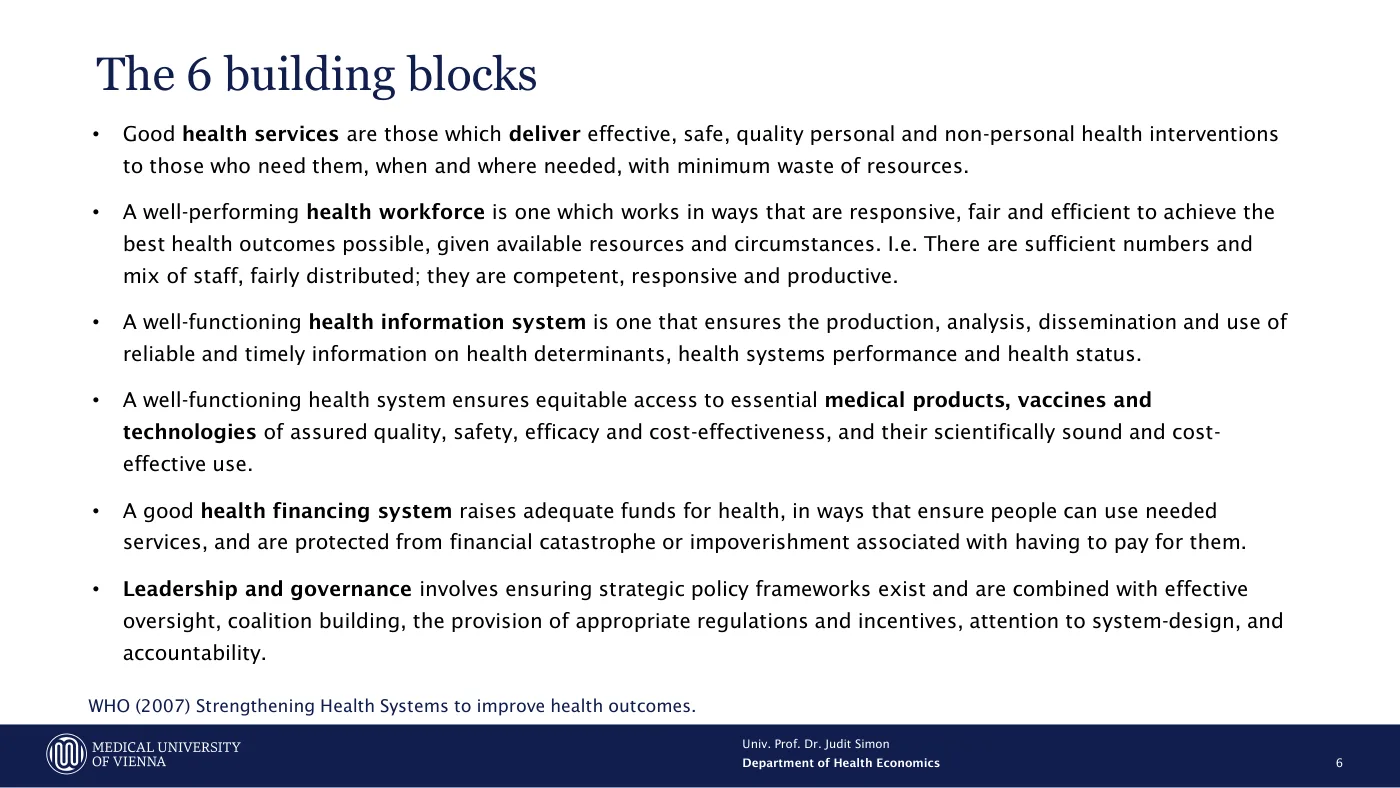 The 6 building blocks
• Good health services are those which deliver effective, safe, quality personal and non-personal health interventions
to those who need them, when and where needed, with minimum waste of resources.
• A well-performing health workforce is one which works in ways that are responsive, fair and efficient to achieve the
best health outcomes possible, given available resources and circumstances. I.e. There are sufficient numbers and
mix of staff, fairly distributed; they are competent, responsive and productive.
• A well-functioning health information system is one that ensures the production, analysis, dissemination and use of
reliable and timely information on health determinants, health systems performance and health status.
• A well-functioning health system ensures equitable access to essential medical products, vaccines and
technologies of assured quality, safety, efficacy and cost-effectiveness, and their scientifically sound and cost-
effective use.
• A good health financing system raises adequate funds for health, in ways that ensure people can use needed
services, and are protected from financial catastrophe or impoverishment associated with having to pay for them.
• Leadership and governance involves ensuring strategic policy frameworks exist and are combined with effective
oversight, coalition building, the provision of appropriate regulations and incentives, attention to system-design, and
accountability.
WHO (2007) Strengthening Health Systems to improve health outcomes.
MEDICAL UNIVERSITY
OF VIENNA
Univ. Prof. Dr. Judit Simon
Department of Health Economics
6